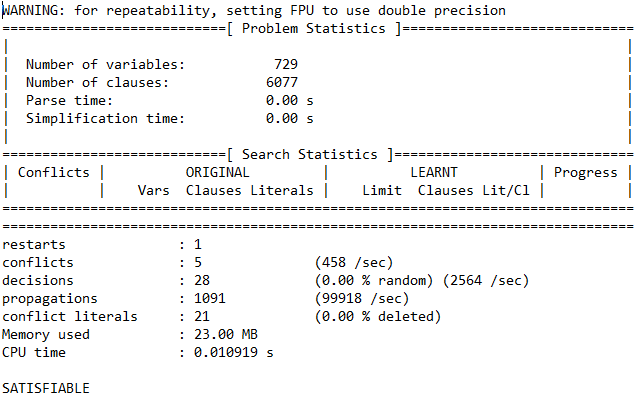 WARNING: for repeatability, setting FPU to use double precision
============================[ Problem Statistics ]=============================
|                                                                             |
|  Number of variables:           729                                         |
|  Number of clauses:            6077                                         |
|  Parse time:                   0.00 s                                       |
|  Simplification time:          0.00 s                                       |
|                                                                             |
============================[ Search Statistics ]==============================
| Conflicts |          ORIGINAL         |          LEARNT          | Progress |
|           |    Vars  Clauses Literals |    Limit  Clauses Lit/Cl |          |
===============================================================================
===============================================================================
restarts              : 1
conflicts             : 5              (458 /sec)
decisions             : 28             (0.00 % random) (2564 /sec)
propagations          : 1091           (99918 /sec)
conflict literals     : 21             (0.00 % deleted)
Memory used           : 23.00 MB
CPU time              : 0.010919 s

SATISFIABLE